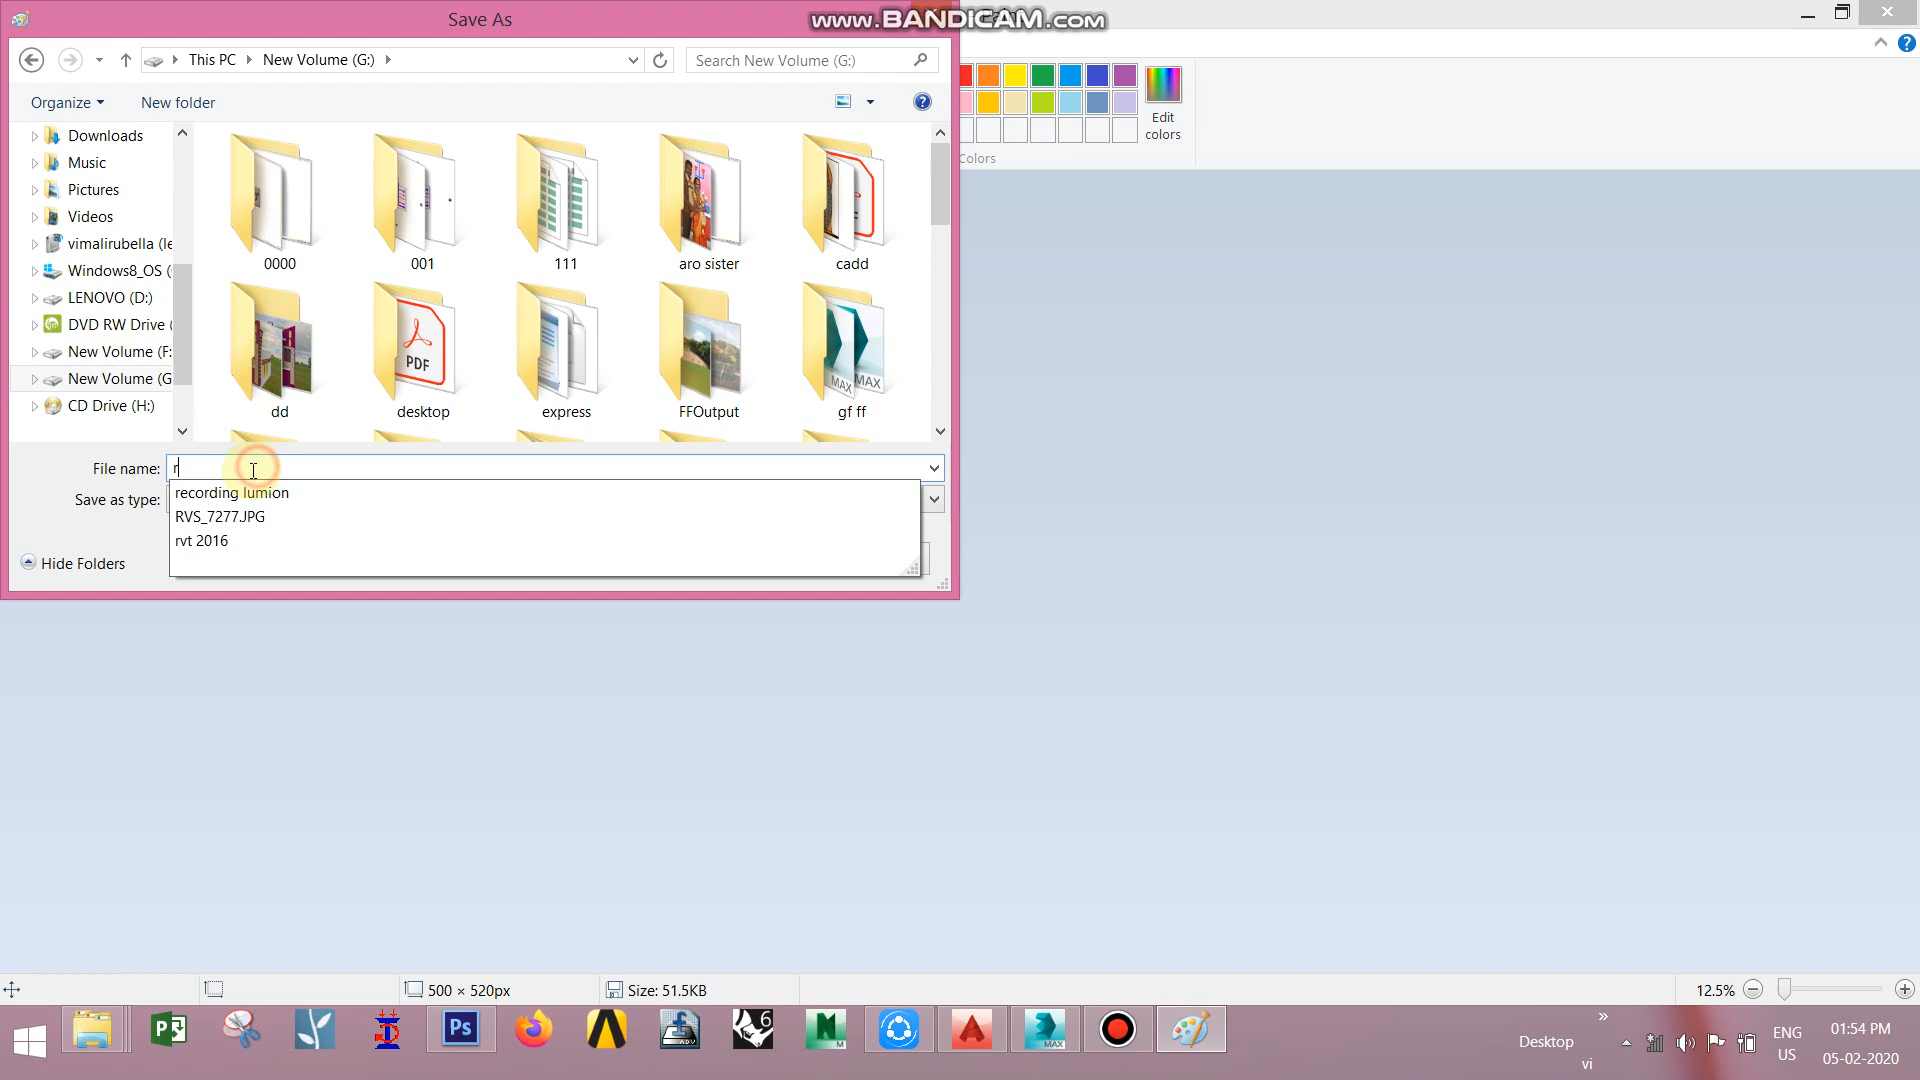 Save As
www.BANDICAM.com
This PC
New Volume (G:)
Search New Volume (G:)
Organize
New folder
Edit
colors
Colors
Downloads
Music
Pictures
Videos
vimalirubella (le
Windows8_OS (
LENOVO (D:)
DVD RW Drive (
New Volume (F:
New Volume (G
CD Drive (H:)
0000
001
111
aro sister
cadd
PDF
MAX
MAX
dd
desktop
express
FFOutput
gf ff
File name:
r
Save as type:
recording lumion
RVS_7277.JPG
rvt 2016
Hide Folders
500 × 520px
Size: 51.5KB
12.5%
P
Ps
6
N
M
A
MAX
Desktop
»
vi
ENG
US
01:54 PM
05-02-2020